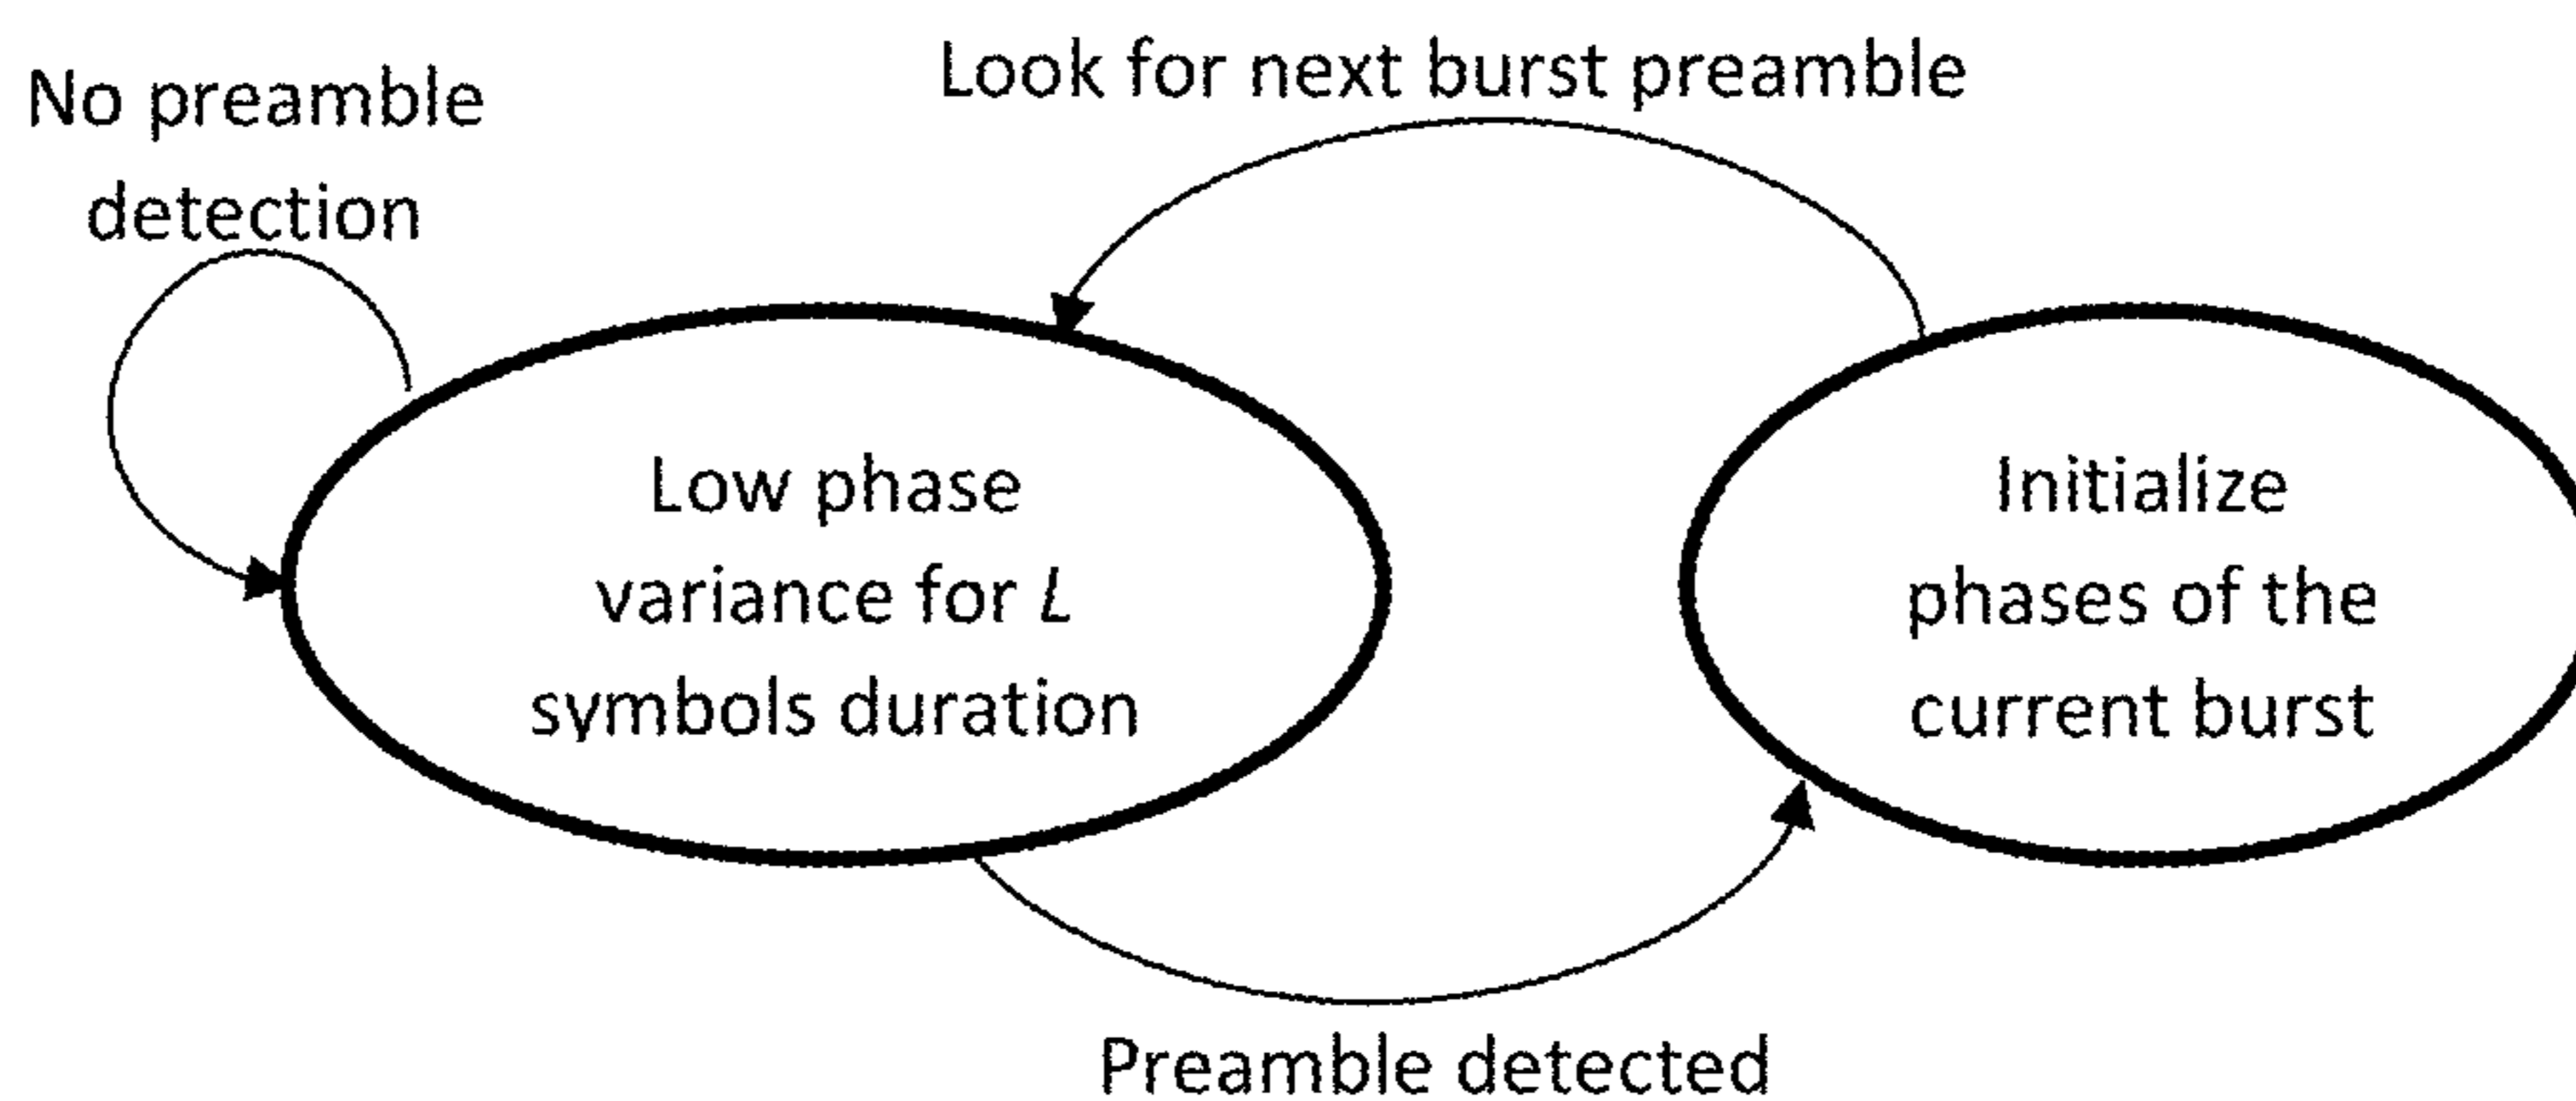 No preamble
detection
Look for next burst preamble
Low phase
variance for L
symbols duration
Initialize
phases of the
current burst
Preamble detected